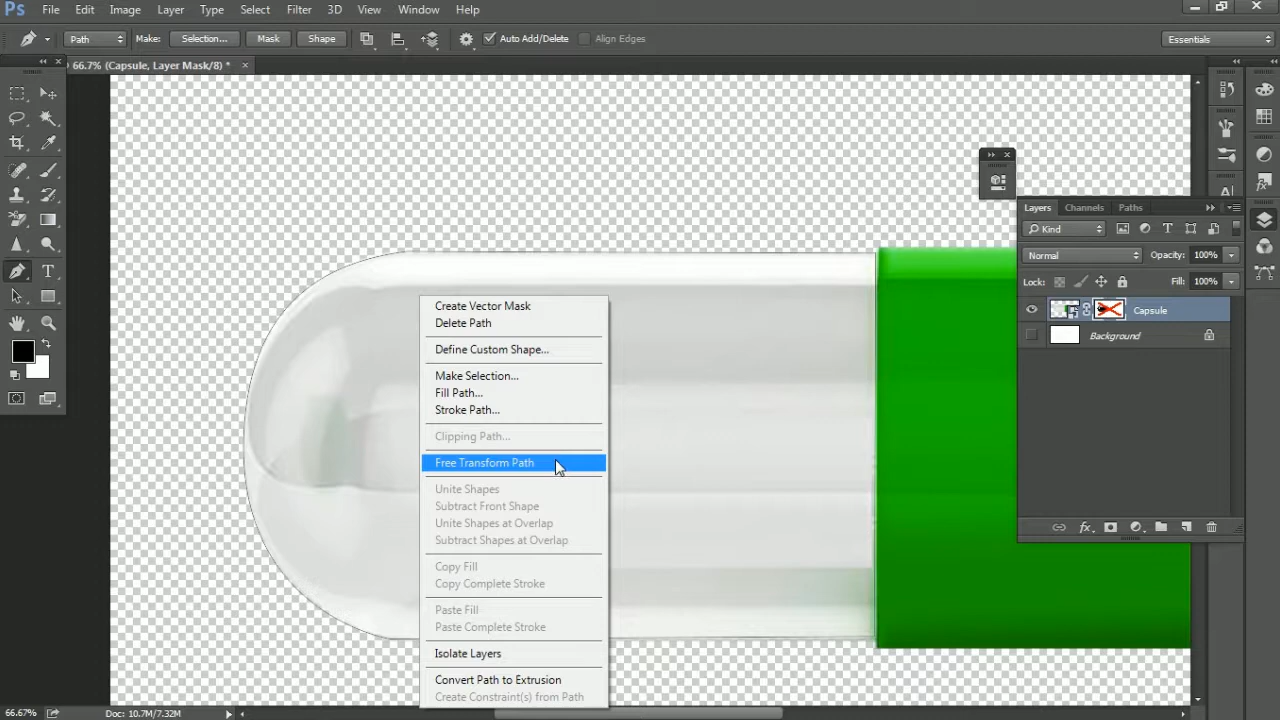 Ps File Edit Image Layer Type Select Filter 3D View Window Help
Path Make: Selection... Mask Shape Auto Add/Delete Align Edges Essentials
66.7% (Capsule, Layer Mask/8) * ×
Create Vector Mask
Delete Path
Define Custom Shape...
Make Selection...
Fill Path...
Stroke Path...
Clipping Path...
Free Transform Path
Unite Shapes
Subtract Front Shape
Unite Shapes at Overlap
Subtract Shapes at Overlap
Copy Fill
Copy Complete Stroke
Paste Fill
Paste Complete Stroke
Isolate Layers
Convert Path to Extrusion
Create Constraint(s) from Path
Layers Channels Paths
Kind
Normal Opacity: 100%
Lock: Fill: 100%
Capsule
Background
66.67% Doc: 10.7M/7.32M